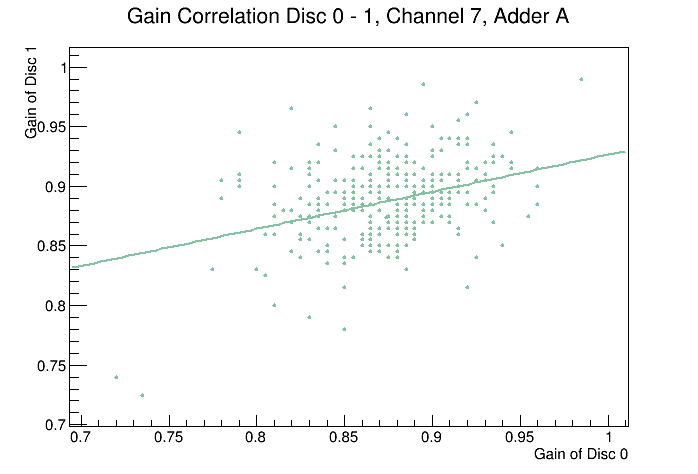 Gain Correlation Disc 0 - 1, Channel 7, Adder A
Gain of Disc 1
1
0.95
0.9
0.85
0.8
0.75
0.7
0.7 0.75 0.8 0.85 0.9 0.95 1
Gain of Disc 0